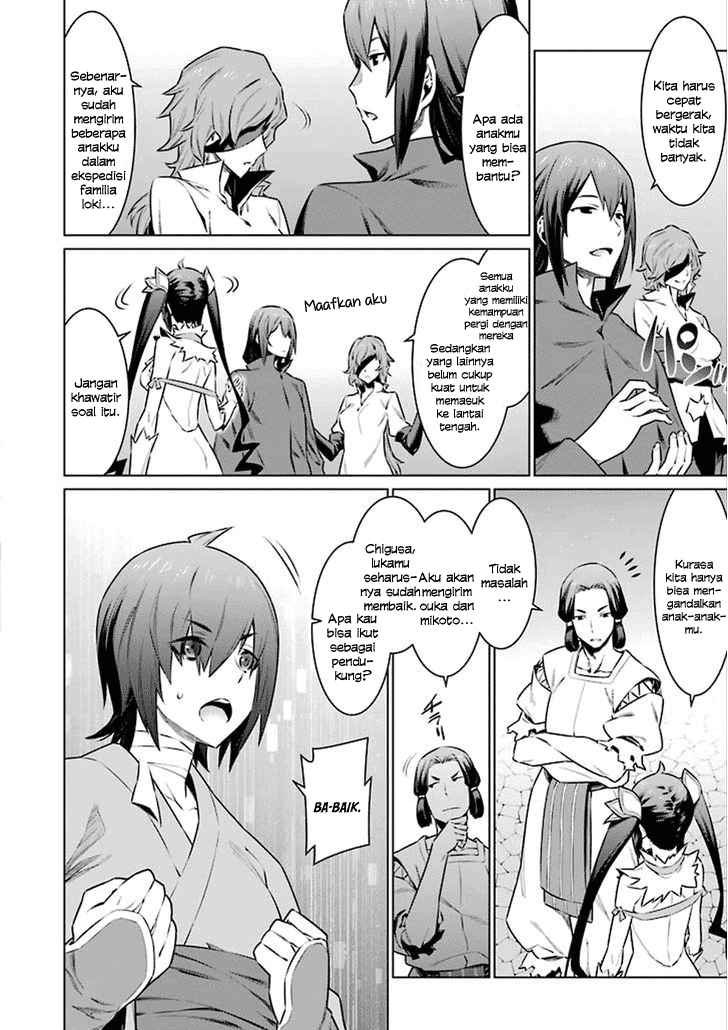 Kita harus
cepat
bergerak,
waktu kita
tidak
banyak.
パン
Apa ada
anakmu
yang bisa
mem-
bantu?
Sebenar-
nya, aku
sudah
mengirim
beberapa
anakku
dalam
ekspedisi
familia
loki...
Semua
anakku
yang memiliki
kemampuan
pergi dengan
mereka
Sedangkan
yang lainnya
belum cukup
kuat untuk
memasuk
ke lantai
tengah.
Maafkan aku
Jangan
khawatir
soal itu.
Kurasa
kita hanya
bisa men-
gandalkan
anak-anak-
mu.
Tidak
masalah
...
Aku akan
mengirim
ouka dan
mikoto...
Chigusa,
lukamu
seharus-
nya sudah
membaik.
Apa kau
bisa ikut
sebagai
pendu-
kung?
BA-BAIK.